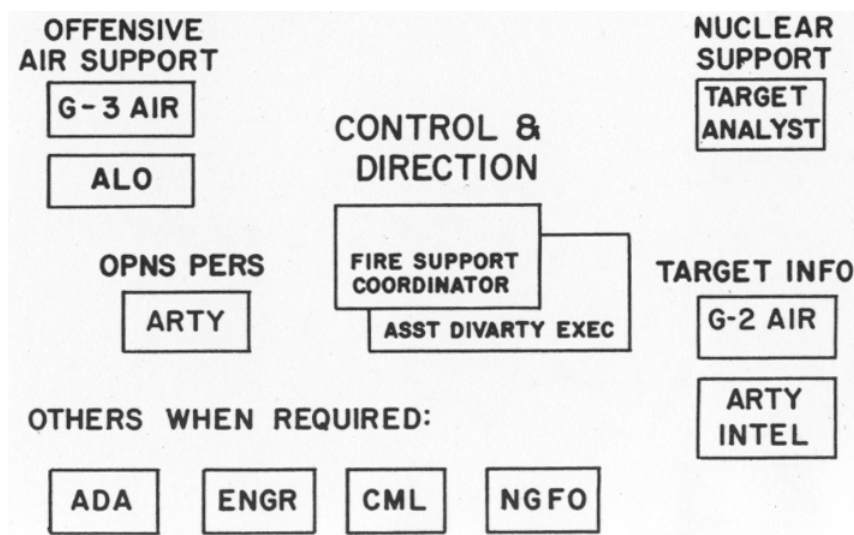 OFFENSIVE
AIR SUPPORT
G-3 AIR
ALO
OPNS PERS
ARTY
CONTROL &
DIRECTION
FIRE SUPPORT
COORDINATOR
ASST DIVARTY EXEC
NUCLEAR
SUPPORT
TARGET
ANALYST
TARGET INFO
G-2 AIR
ARTY
INTEL
OTHERS WHEN REQUIRED:
ADA
ENGR
CML
NGFO